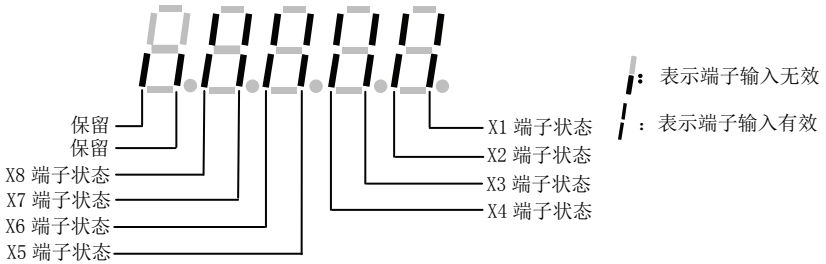 保留
保留
X8 端子状态
X7 端子状态
X6 端子状态
X5 端子状态
X1 端子状态
X2 端子状态
X3 端子状态
X4 端子状态
：表示端子输入无效
：表示端子输入有效